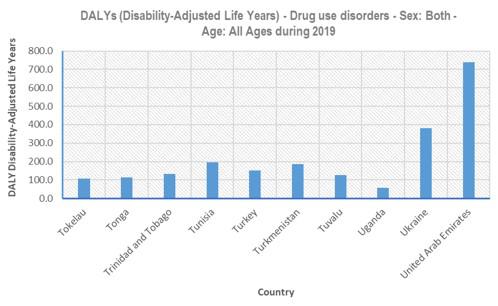 DALYs (Disability-Adjusted Life Years) - Drug use disorders - Sex: Both -
Age: All Ages during 2019
DALY Disability-Adjusted Life Years
800.0
700.0
600.0
500.0
400.0
300.0
200.0
100.0
0.0
Tokelau
Tonga
Trinidad and Tobago
Tunisia
Turkey
Turkmenistan
Tuvalu
Uganda
Ukraine
United Arab Emirates
Country